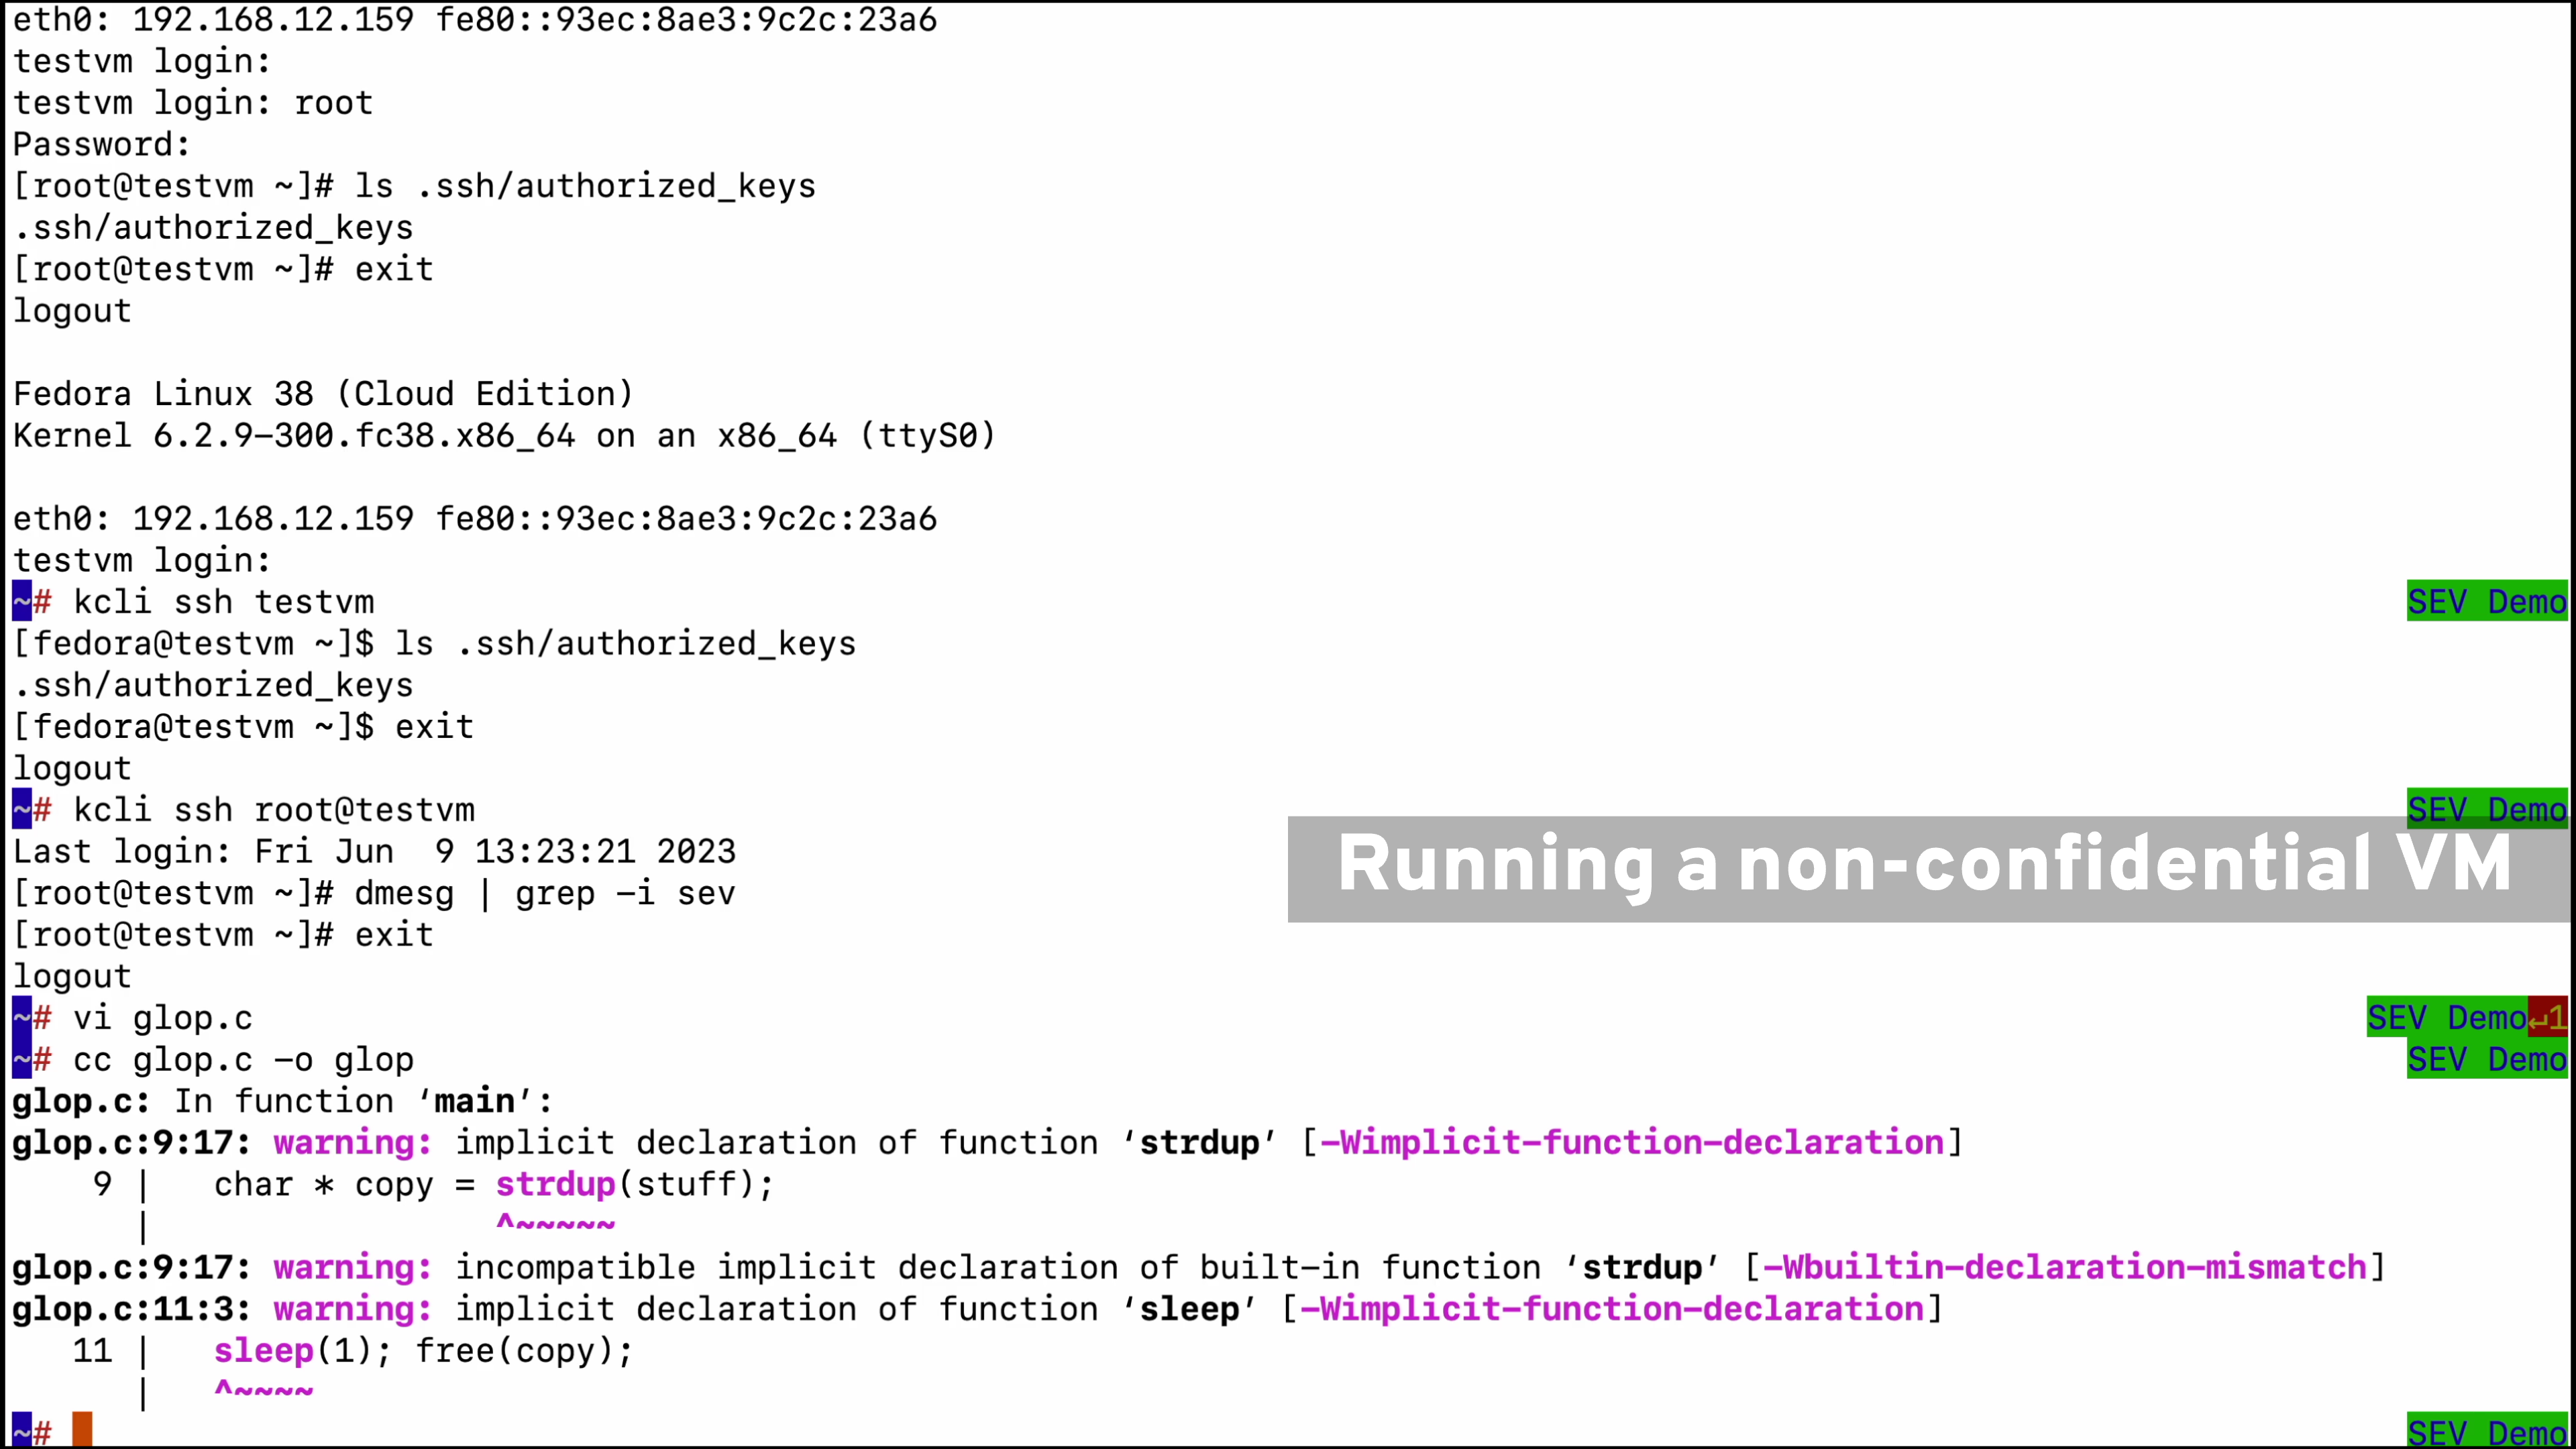 eth0: 192.168.12.159 fe80::93ec:8ae3:9c2c:23a6
testvm login:
testvm login: root
Password:
[root@testvm ~]# ls .ssh/authorized_keys
.ssh/authorized_keys
[root@testvm ~]# exit
logout
Fedora Linux 38 (Cloud Edition)
Kernel 6.2.9-300.fc38.x86_64 on an x86_64 (ttyS0)
eth0: 192.168.12.159 fe80::93ec:8ae3:9c2c:23a6
testvm login:
~# kcli ssh testvm SEV Demo
[fedora@testvm ~]$ ls .ssh/authorized_keys
.ssh/authorized_keys
[fedora@testvm ~]$ exit
logout
~# kcli ssh root@testvm SEV Demo
Last login: Fri Jun  9 13:23:21 2023
Running a non-confidential VM
[root@testvm ~]# dmesg | grep -i sev
[root@testvm ~]# exit
logout
~# vi glop.c SEV Demo↵1
~# cc glop.c -o glop SEV Demo
glop.c: In function ‘main’:
glop.c:9:17: warning: implicit declaration of function ‘strdup’ [-Wimplicit-function-declaration]
    9 |   char * copy = strdup(stuff);
      |                 ^~~~~~
glop.c:9:17: warning: incompatible implicit declaration of built-in function ‘strdup’ [-Wbuiltin-declaration-mismatch]
glop.c:11:3: warning: implicit declaration of function ‘sleep’ [-Wimplicit-function-declaration]
   11 |   sleep(1); free(copy);
      |   ^~~~~
~# SEV Demo